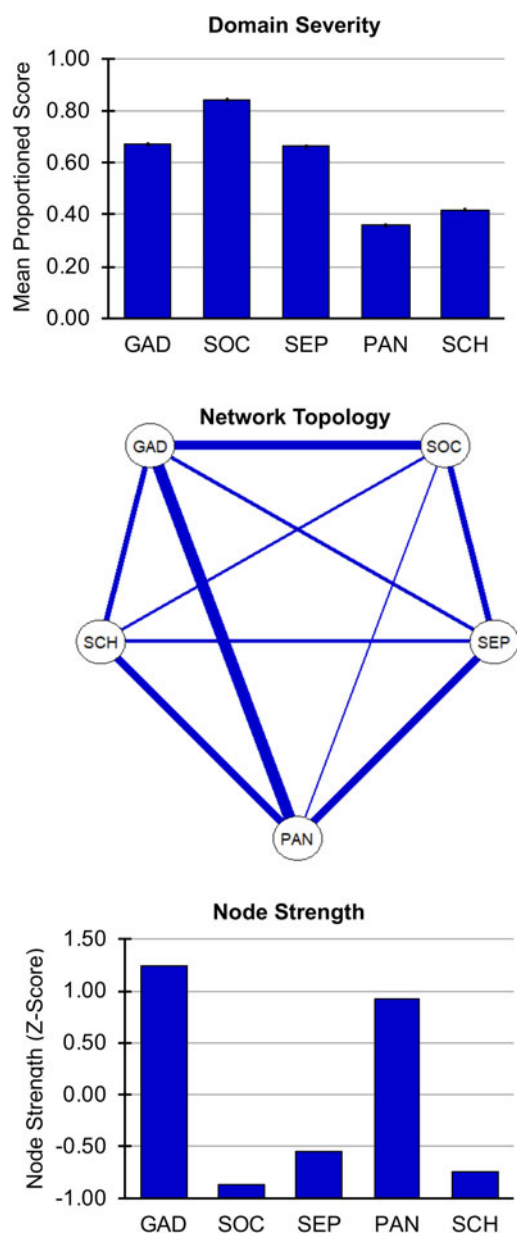 Domain Severity
Mean Proportioned Score
1.00
0.80
0.60
0.40
0.20
0.00
GAD SOC SEP PAN SCH
Network Topology
GAD SOC
SCH SEP
PAN
Node Strength
Node Strength (Z-Score)
1.50
1.00
0.50
0.00
-0.50
-1.00
GAD SOC SEP PAN SCH